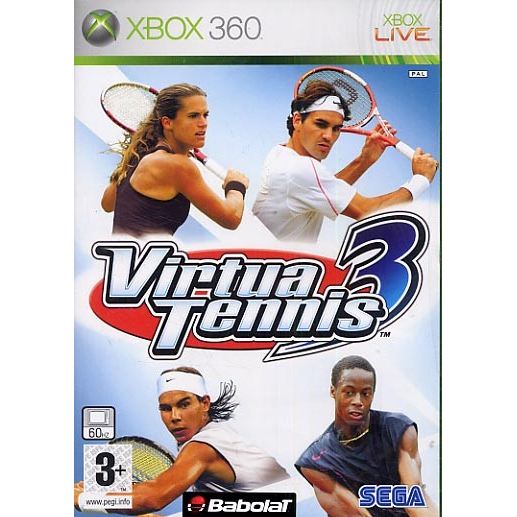 XBOX 360
XBOX
LIVE
PAL
Virtua
Tennis 3
TM
60Hz
3+
www.pegi.info
Babolat
SEGA